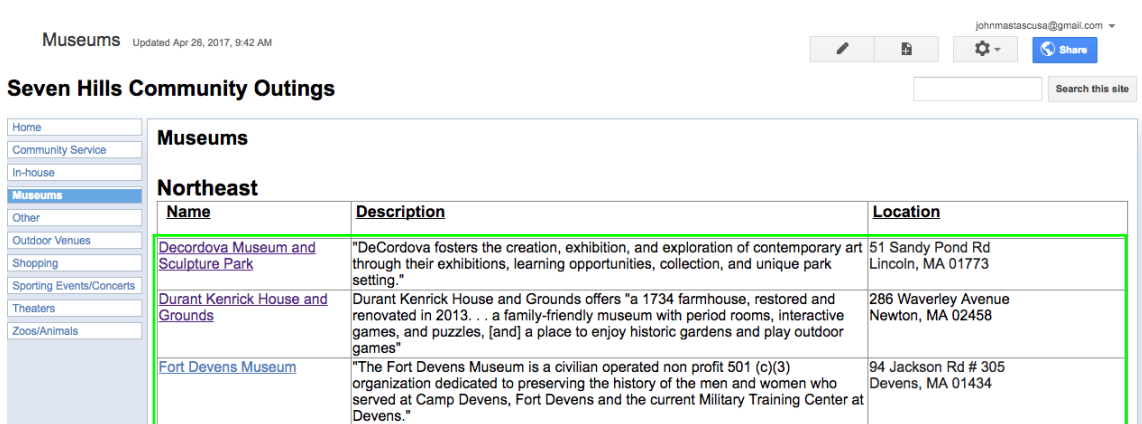 johnmastascusa@gmail.com
Museums Updated Apr 26, 2017, 9:42 AM
Share
Seven Hills Community Outings
Search this site
Home
Community Service
In-house
Museums
Other
Outdoor Venues
Shopping
Sporting Events/Concerts
Theaters
Zoos/Animals
Museums
Northeast
Name Description Location
Decordova Museum and "DeCordova fosters the creation, exhibition, and exploration of contemporary art 51 Sandy Pond Rd
Sculpture Park through their exhibitions, learning opportunities, collection, and unique park Lincoln, MA 01773
setting."
Durant Kenrick House and Durant Kenrick House and Grounds offers "a 1734 farmhouse, restored and 286 Waverley Avenue
Grounds renovated in 2013. . . a family-friendly museum with period rooms, interactive Newton, MA 02458
games, and puzzles, [and] a place to enjoy historic gardens and play outdoor
games"
Fort Devens Museum "The Fort Devens Museum is a civilian operated non profit 501 (c)(3) 94 Jackson Rd # 305
organization dedicated to preserving the history of the men and women who Devens, MA 01434
served at Camp Devens, Fort Devens and the current Military Training Center at
Devens."